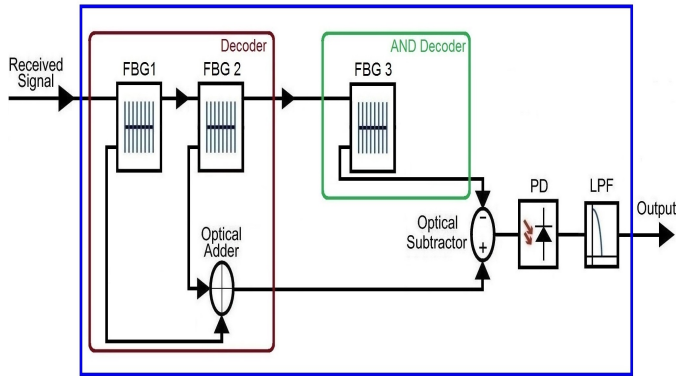 Decoder
AND Decoder
Received
Signal
FBG1
FBG 2
FBG 3
PD
LPF
Output
Optical
Subtractor
-
+
Optical
Adder